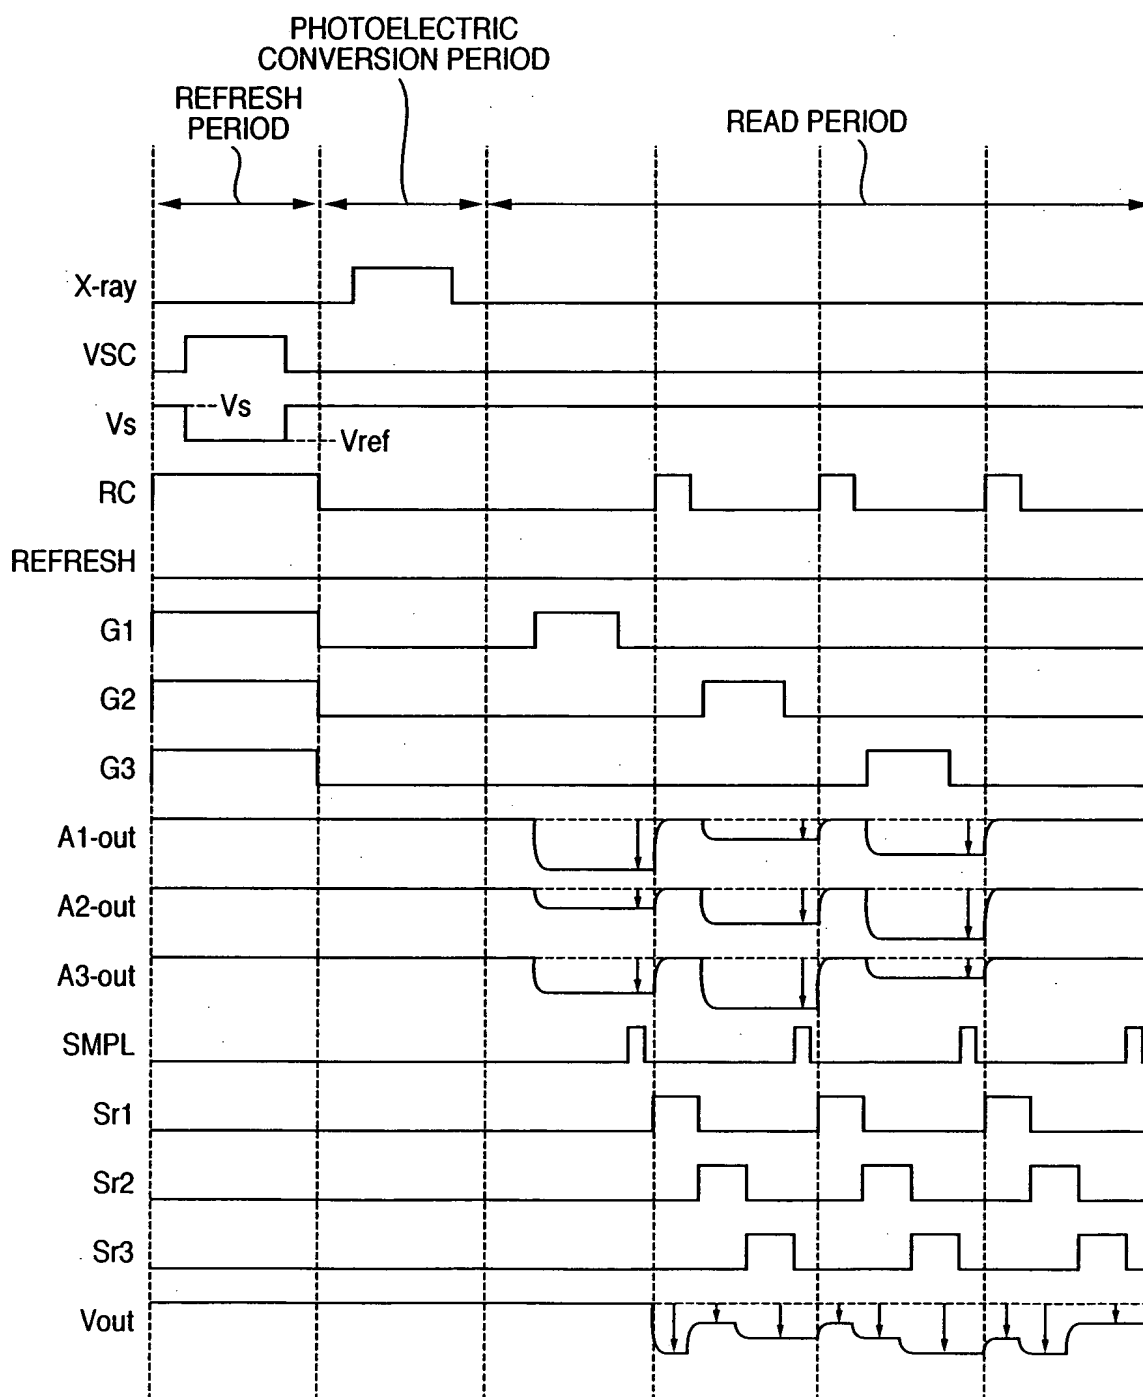 PHOTOELECTRIC
CONVERSION PERIOD
REFRESH
PERIOD
READ PERIOD
X-ray
VSC
Vs
Vs
Vref
RC
REFRESH
G1
G2
G3
A1-out
A2-out
A3-out
SMPL
Sr1
Sr2
Sr3
Vout